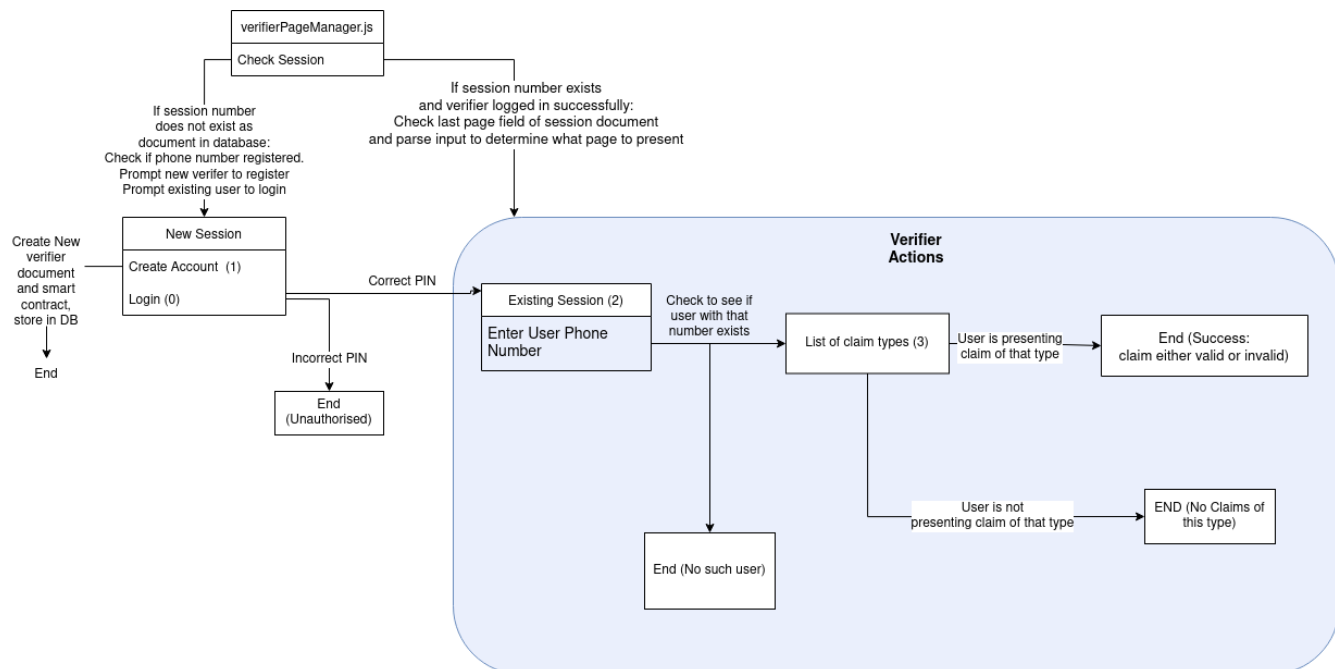 verifierPageManager.js
Check Session
If session number
does not exist as
document in database:
Check if phone number registered.
Prompt new verifer to register
Prompt existing user to login
If session number exists
and verifier logged in successfully:
Check last page field of session document
and parse input to determine what page to present
New Session
Create Account  (1)
Login (0)
Create New
verifier
document
and smart
contract,
store in DB
End
Correct PIN
Incorrect PIN
End
(Unauthorised)
Verifier
Actions
Existing Session (2)
Enter User Phone
Number
Check to see if
user with that
number exists
List of claim types (3)
User is presenting
claim of that type
End (Success:
claim either valid or invalid)
User is not
presenting claim of that type
END (No Claims of
this type)
End (No such user)